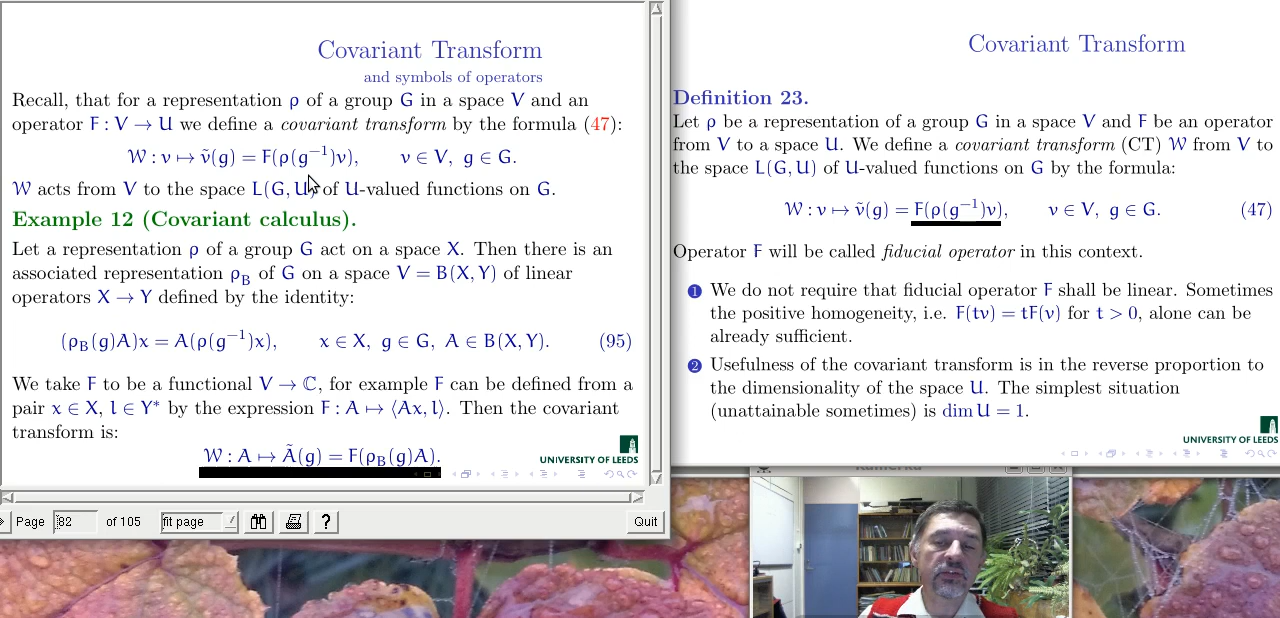 Covariant Transform
and symbols of operators
Recall, that for a representation ρ of a group G in a space V and an
operator F : V → U we define a covariant transform by the formula (47):
𝒲 : v ↦ ṽ(g) = F(ρ(g⁻¹)v),    v ∈ V, g ∈ G.
𝒲 acts from V to the space L(G, U) of U-valued functions on G.
Example 12 (Covariant calculus).
Let a representation ρ of a group G act on a space X. Then there is an
associated representation ρ_B of G on a space V = B(X, Y) of linear
operators X → Y defined by the identity:
(ρ_B(g)A)x = A(ρ(g⁻¹)x),    x ∈ X, g ∈ G, A ∈ B(X, Y).    (95)
We take F to be a functional V → ℂ, for example F can be defined from a
pair x ∈ X, l ∈ Y* by the expression F : A ↦ ⟨Ax, l⟩. Then the covariant
transform is:
𝒲 : A ↦ Ã(g) = F(ρ_B(g)A).
UNIVERSITY OF LEEDS
Page 82 of 105 fit page ? Quit
Covariant Transform
Definition 23.
Let ρ be a representation of a group G in a space V and F be an operator
from V to a space U. We define a covariant transform (CT) 𝒲 from V to
the space L(G, U) of U-valued functions on G by the formula:
𝒲 : v ↦ ṽ(g) = F(ρ(g⁻¹)v),    v ∈ V, g ∈ G.    (47)
Operator F will be called fiducial operator in this context.
1 We do not require that fiducial operator F shall be linear. Sometimes
the positive homogeneity, i.e. F(tv) = tF(v) for t > 0, alone can be
already sufficient.
2 Usefulness of the covariant transform is in the reverse proportion to
the dimensionality of the space U. The simplest situation
(unattainable sometimes) is dim U = 1.
UNIVERSITY OF LEEDS